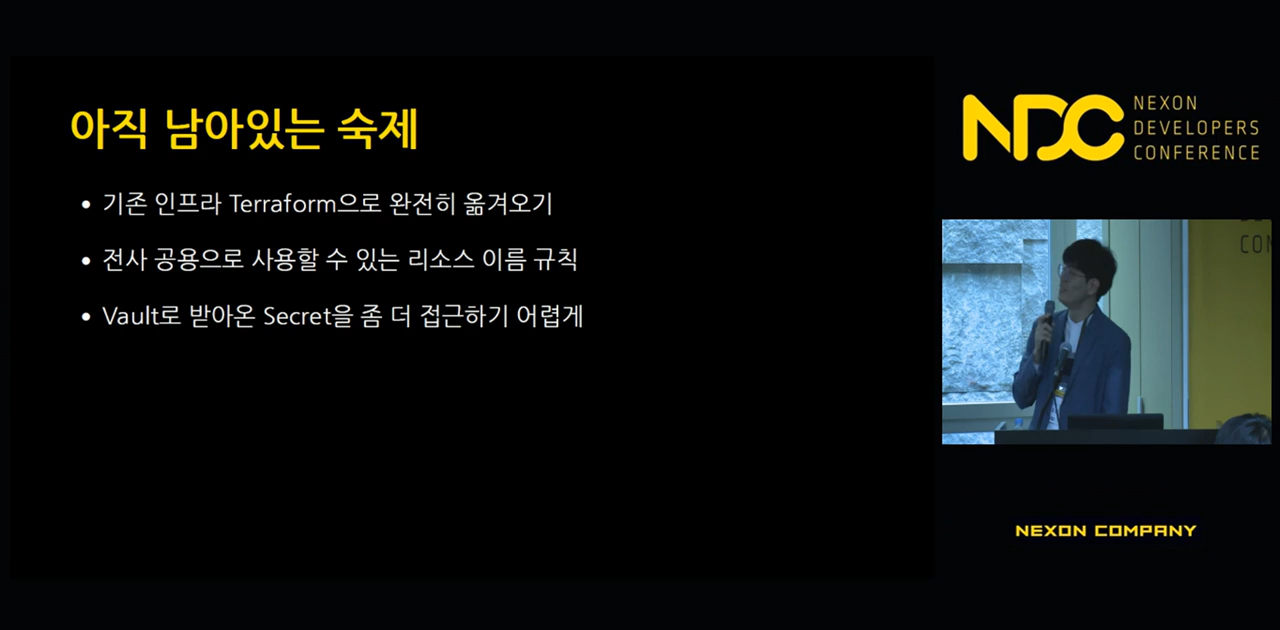 아직 남아있는 숙제
기존 인프라 Terraform으로 완전히 옮겨오기
전사 공용으로 사용할 수 있는 리소스 이름 규칙
Vault로 받아온 Secret을 좀 더 접근하기 어렵게
NDC
NEXON
DEVELOPERS
CONFERENCE
CON
NEXON COMPANY